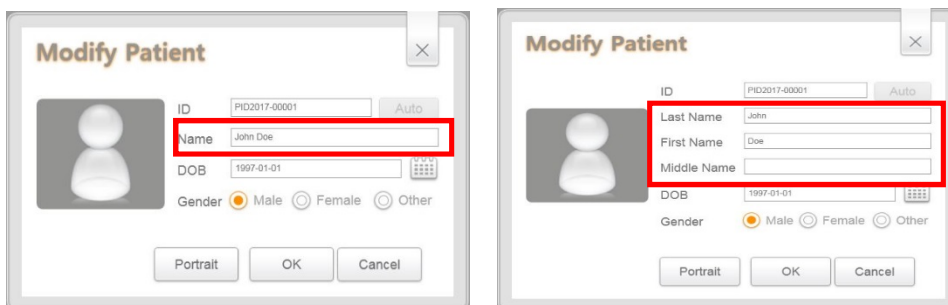 Modify Patient
ID PID2017-00001 Auto
Name John Doe
DOB 1997-01-01
Gender Male Female Other
Portrait OK Cancel
Modify Patient
ID PID2017-00001 Auto
Last Name John
First Name Doe
Middle Name
DOB 1997-01-01
Gender Male Female Other
Portrait OK Cancel